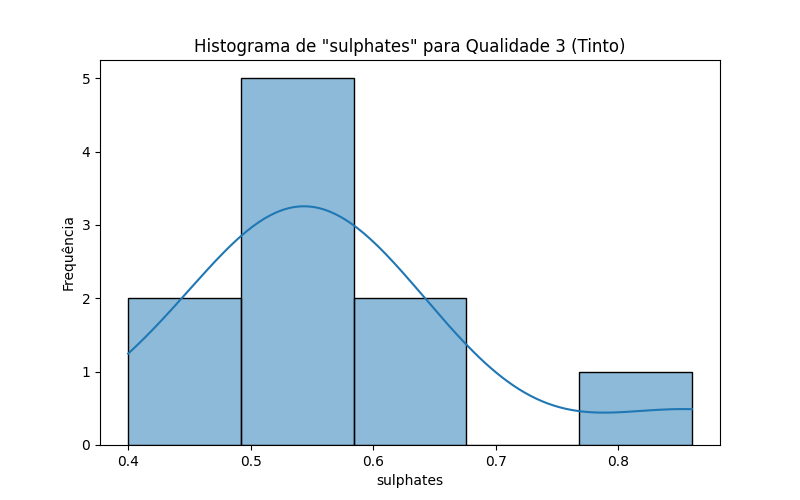 Histograma de "sulphates" para Qualidade 3 (Tinto)
Frequência
5
4
3
2
1
0
0.4 0.5 0.6 0.7 0.8
sulphates